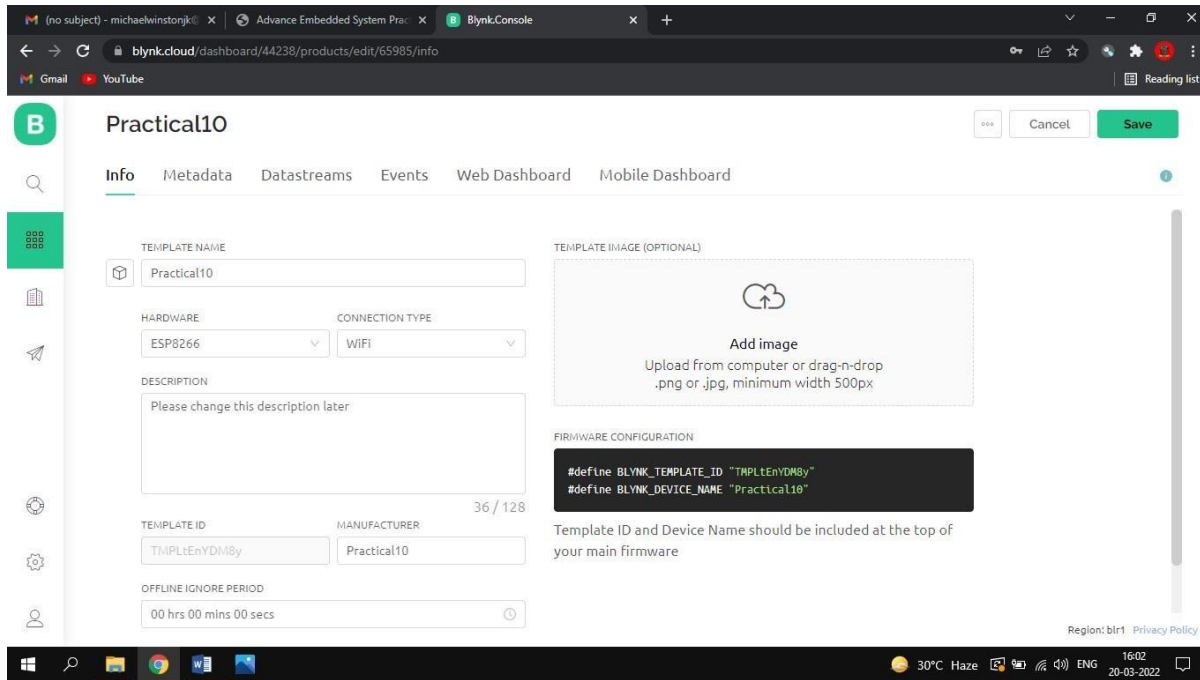 (no subject) - michaelwinstonjk
Advance Embedded System Prac
B Blynk.Console
blynk.cloud/dashboard/44238/products/edit/65985/info
Gmail YouTube Reading list
B
Practical10
Cancel Save
Info Metadata Datastreams Events Web Dashboard Mobile Dashboard
TEMPLATE NAME
Practical10
HARDWARE CONNECTION TYPE
ESP8266 WiFi
DESCRIPTION
Please change this description later
36 / 128
TEMPLATE ID MANUFACTURER
TMPLtEnYDM8y Practical10
OFFLINE IGNORE PERIOD
00 hrs 00 mins 00 secs
TEMPLATE IMAGE (OPTIONAL)
Add image
Upload from computer or drag-n-drop
.png or .jpg, minimum width 500px
FIRMWARE CONFIGURATION
#define BLYNK_TEMPLATE_ID "TMPLtEnYDM8y"
#define BLYNK_DEVICE_NAME "Practical10"
Template ID and Device Name should be included at the top of
your main firmware
Region: blr1 Privacy Policy
30°C Haze ENG
16:02
20-03-2022